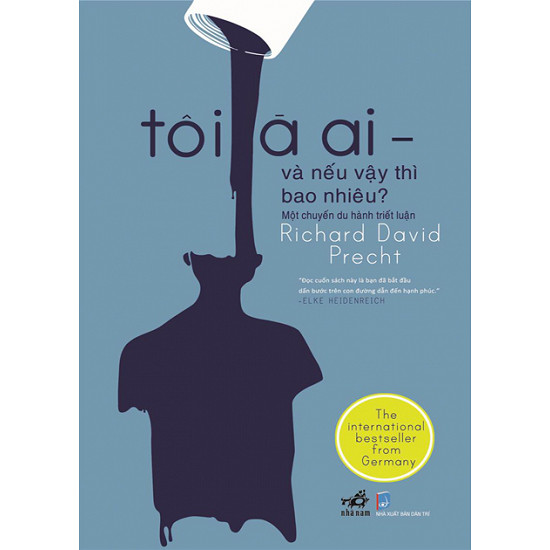 tôi là ai –
và nếu vậy thì
bao nhiêu?
Một chuyến du hành triết luận
Richard David
Precht
"Đọc cuốn sách này là bạn đã bắt đầu
dấn bước trên con đường dẫn đến hạnh phúc."
-ELKE HEIDENREICH
The
international
bestseller
from
Germany
nhã nam
NHÀ XUẤT BẢN DÂN TRÍ